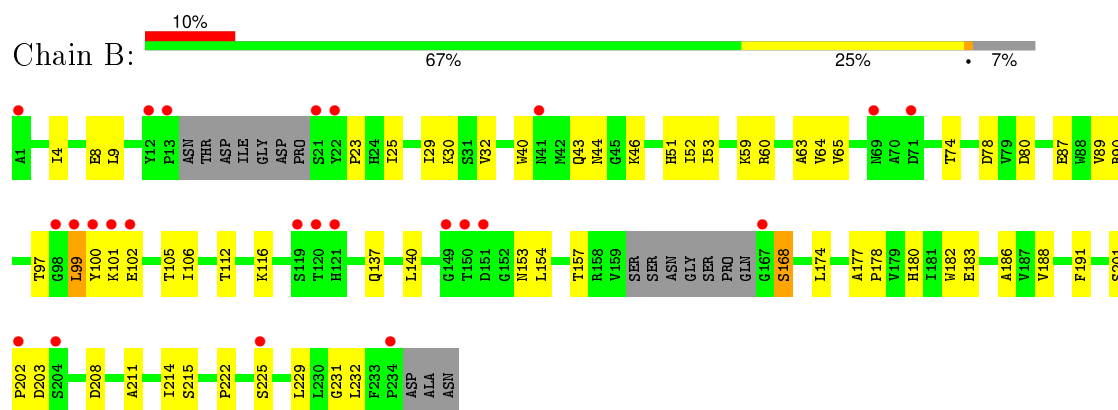 10%
Chain B:
67% 25% • 7%
A1 I4 E8 L9 Y12 P13 ASN THR ASP ILE GLY ASP PRO S21 Y22 P23 H24 I25 I29 K30 S31 V32 W40 N41 M42 Q43 N44 G45 K46 H51 I52 I53 K59 R60 A63 V64 V65 N69 A70 D71 T74 D78 V79 D80 E87 W88 V89 R90
T97 G98 L99 Y100 K101 E102 T105 I106 T112 K116 S119 T120 H121 Q137 L140 G149 T150 D151 G152 N153 L154 T157 R158 V159 SER SER ASN GLY SER PRO GLN G167 S168 L174 A177 P178 V179 H180 I181 W182 E183 A186 V187 V188 F191 S201
P202 D203 S204 D208 A211 I214 S215 P222 S225 L229 L230 G231 L232 F233 P234 ASP ALA ASN